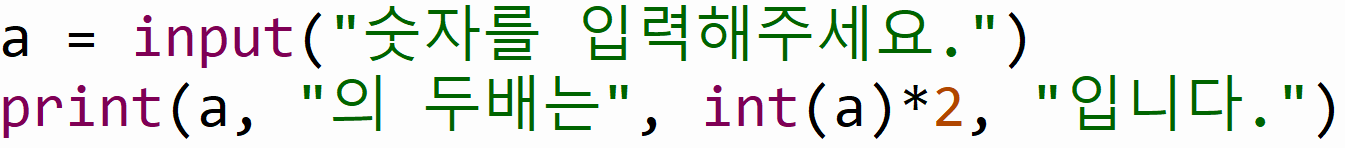 a = input("숫자를 입력해주세요.")
print(a, "의 두배는", int(a)*2, "입니다.")